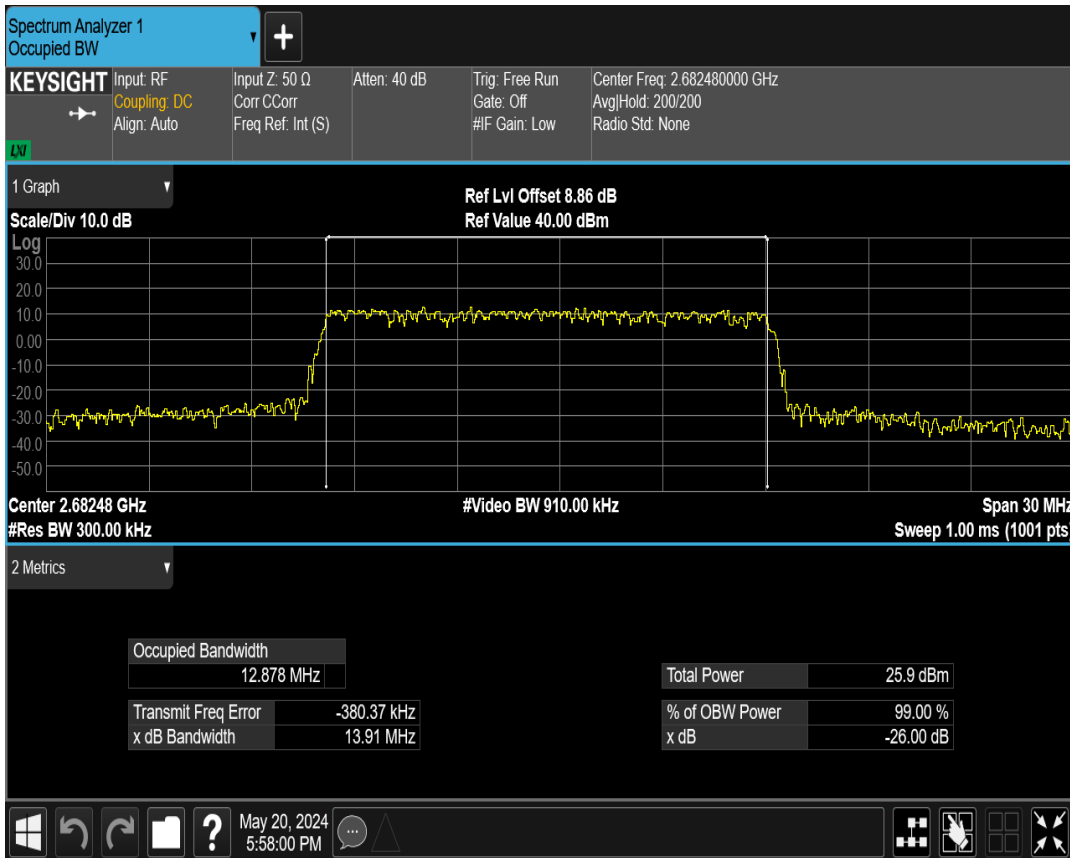 Spectrum Analyzer 1
Occupied BW
+
KEYSIGHT
Input: RF
Coupling: DC
Align: Auto
Input Z: 50 Ω
Corr CCorr
Freq Ref: Int (S)
Atten: 40 dB
Trig: Free Run
Gate: Off
#IF Gain: Low
Center Freq: 2.682480000 GHz
Avg|Hold: 200/200
Radio Std: None
LXI
1 Graph
Scale/Div 10.0 dB
Ref Lvl Offset 8.86 dB
Ref Value 40.00 dBm
Log
30.0
20.0
10.0
0.00
-10.0
-20.0
-30.0
-40.0
-50.0
Center 2.68248 GHz
#Video BW 910.00 kHz
Span 30 MHz
#Res BW 300.00 kHz
Sweep 1.00 ms (1001 pts)
2 Metrics
Occupied Bandwidth
12.878 MHz
Total Power 25.9 dBm
Transmit Freq Error -380.37 kHz
% of OBW Power 99.00 %
x dB Bandwidth 13.91 MHz
x dB -26.00 dB
?
May 20, 2024
5:58:00 PM